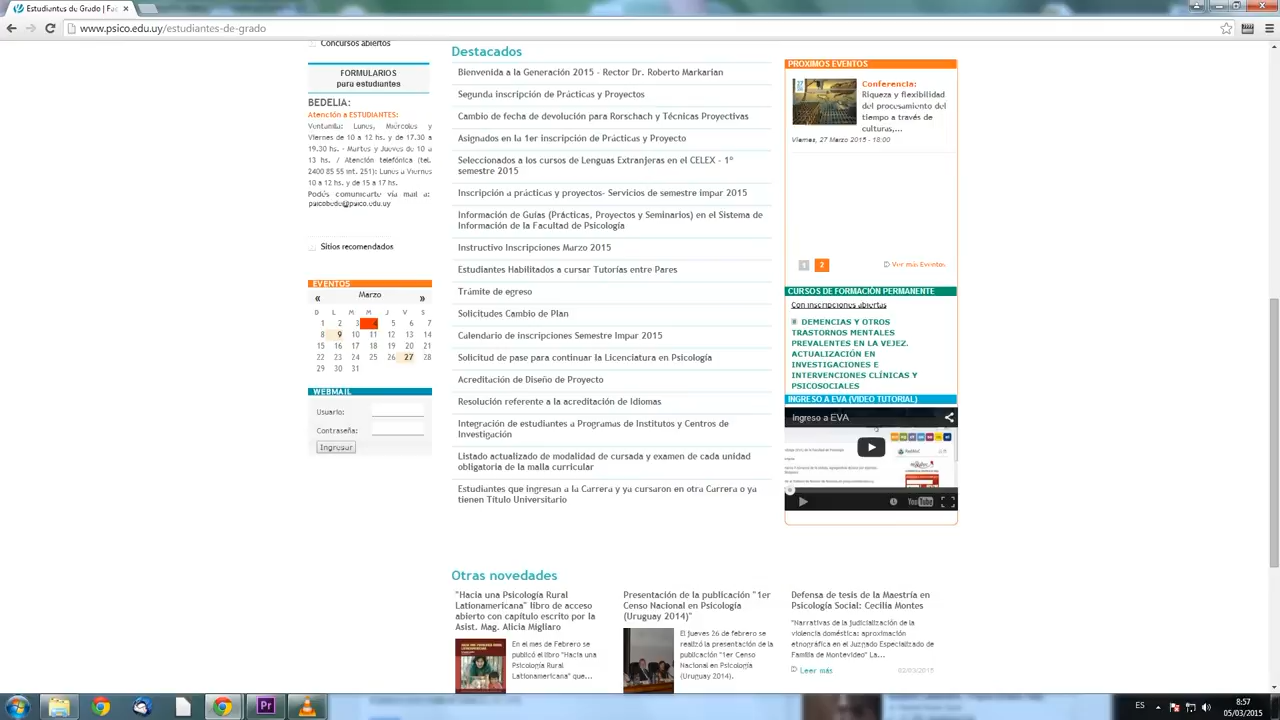 Estudiantes de Grado | Fac
www.psico.edu.uy/estudiantes-de-grado
Concursos abiertos
FORMULARIOS
para estudiantes
BEDELIA:
Atención a ESTUDIANTES:
Ventanilla: Lunes, Miércoles y
Viernes de 10 a 12 hs. y de 17.30 a
19.30 hs. - Martes y Jueves de 10 a
13 hs. / Atención telefónica (tel.
2400 85 55 int. 251): Lunes a Viernes
10 a 12 hs. y de 15 a 17 hs.
Podés comunicarte vía mail a:
psicobede@psico.edu.uy
Sitios recomendados
EVENTOS
« Marzo »
D L M M J V S
1 2 3 4 5 6 7
8 9 10 11 12 13 14
15 16 17 18 19 20 21
22 23 24 25 26 27 28
29 30 31
WEBMAIL
Usuario:
Contraseña:
Ingresar
Destacados
Bienvenida a la Generación 2015 - Rector Dr. Roberto Markarian
Segunda inscripción de Prácticas y Proyectos
Cambio de fecha de devolución para Rorschach y Técnicas Proyectivas
Asignados en la 1er inscripción de Prácticas y Proyecto
Seleccionados a los cursos de Lenguas Extranjeras en el CELEX - 1º
semestre 2015
Inscripción a prácticas y proyectos- Servicios de semestre impar 2015
Información de Guías (Prácticas, Proyectos y Seminarios) en el Sistema de
Información de la Facultad de Psicología
Instructivo Inscripciones Marzo 2015
Estudiantes Habilitados a cursar Tutorías entre Pares
Trámite de egreso
Solicitudes Cambio de Plan
Calendario de inscripciones Semestre Impar 2015
Solicitud de pase para continuar la Licenciatura en Psicología
Acreditación de Diseño de Proyecto
Resolución referente a la acreditación de Idiomas
Integración de estudiantes a Programas de Institutos y Centros de
Investigación
Listado actualizado de modalidad de cursada y examen de cada unidad
obligatoria de la malla curricular
Estudiantes que ingresan a la Carrera y ya cursaron en otra Carrera o ya
tienen Título Universitario
PROXIMOS EVENTOS
Conferencia:
Riqueza y flexibilidad
del procesamiento del
tiempo a través de
culturas,...
Viernes, 27 Marzo 2015 - 18:00
1 2
Ver más Eventos
CURSOS DE FORMACIÓN PERMANENTE
Con inscripciones abiertas
DEMENCIAS Y OTROS
TRASTORNOS MENTALES
PREVALENTES EN LA VEJEZ.
ACTUALIZACIÓN EN
INVESTIGACIONES E
INTERVENCIONES CLÍNICAS Y
PSICOSOCIALES
INGRESO A EVA (VIDEO TUTORIAL)
Ingreso a EVA
YouTube
Otras novedades
"Hacia una Psicología Rural
Lationamericana" libro de acceso
abierto con capítulo escrito por la
Asist. Mag. Alicia Migliaro
En el mes de Febrero se
publicó el libro "Hacia una
Psicología Rural
Lationamericana" que...
Presentación de la publicación "1er
Censo Nacional en Psicología
(Uruguay 2014)"
El jueves 26 de febrero se
realizó la presentación de la
publicación "1er Censo
Nacional en Psicología
(Uruguay 2014).
Defensa de tesis de la Maestría en
Psicología Social: Cecilia Montes
"Narrativas de la judicialización de la
violencia doméstica: aproximación
etnográfica en el Juzgado Especializado de
Familia de Montevideo" La...
Leer más
02/03/2015
Pr
ES
8:57
05/03/2015